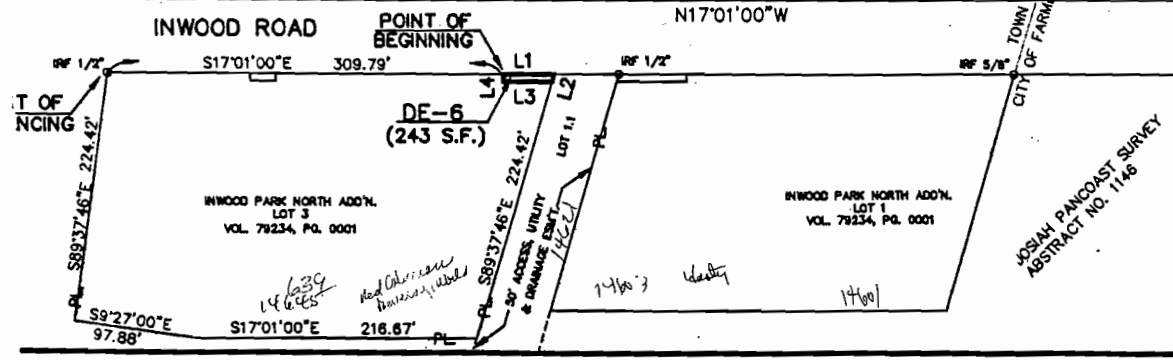 INWOOD ROAD
POINT OF
BEGINNING
N17°01'00"W
TOWN
CITY OF FARM
IRF 1/2"
S17°01'00"E 309.79'
L1
IRF 1/2"
IRF 5/8"
L4
L3
L2
T OF
NCING
DE-6
(243 S.F.)
LOT 1.1
PL
S89°37'46"E 224.42'
S89°37'46"E 224.42'
50' ACCESS, UTILITY
& DRAINAGE ESM'T.
14621
INWOOD PARK NORTH ADD'N.
LOT 3
VOL. 79234, PG. 0001
INWOOD PARK NORTH ADD'N.
LOT 1
VOL. 79234, PG. 0001
JOSIAH PANCOAST SURVEY
ABSTRACT NO. 1146
14639
14645
14603
14601
PL
S9°27'00"E
97.88'
S17°01'00"E 216.67'
PL
PL